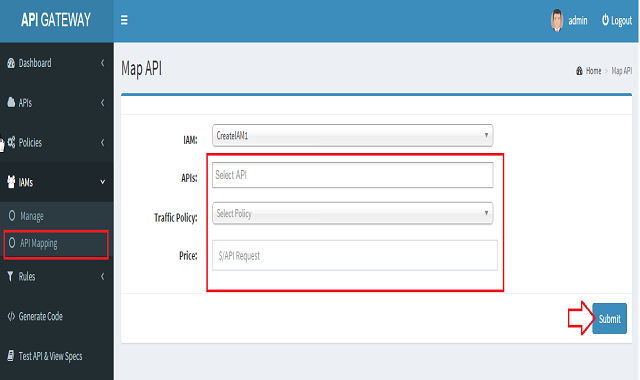 API GATEWAY
admin
Logout
Dashboard
APIs
Policies
IAMs
Manage
API Mapping
Rules
Generate Code
Test API & View Specs
Map API
Home > Map API
IAM:
CreateIAM1
APIs:
Select API
Traffic Policy:
Select Policy
Price:
$/API Request
Submit